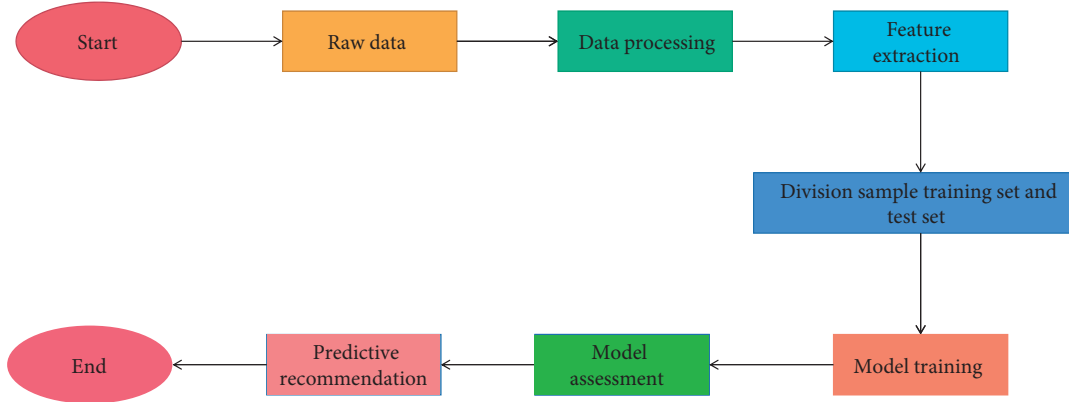 Start
Raw data
Data processing
Feature
extraction
Division sample training set and
test set
Model training
Model
assessment
Predictive
recommendation
End